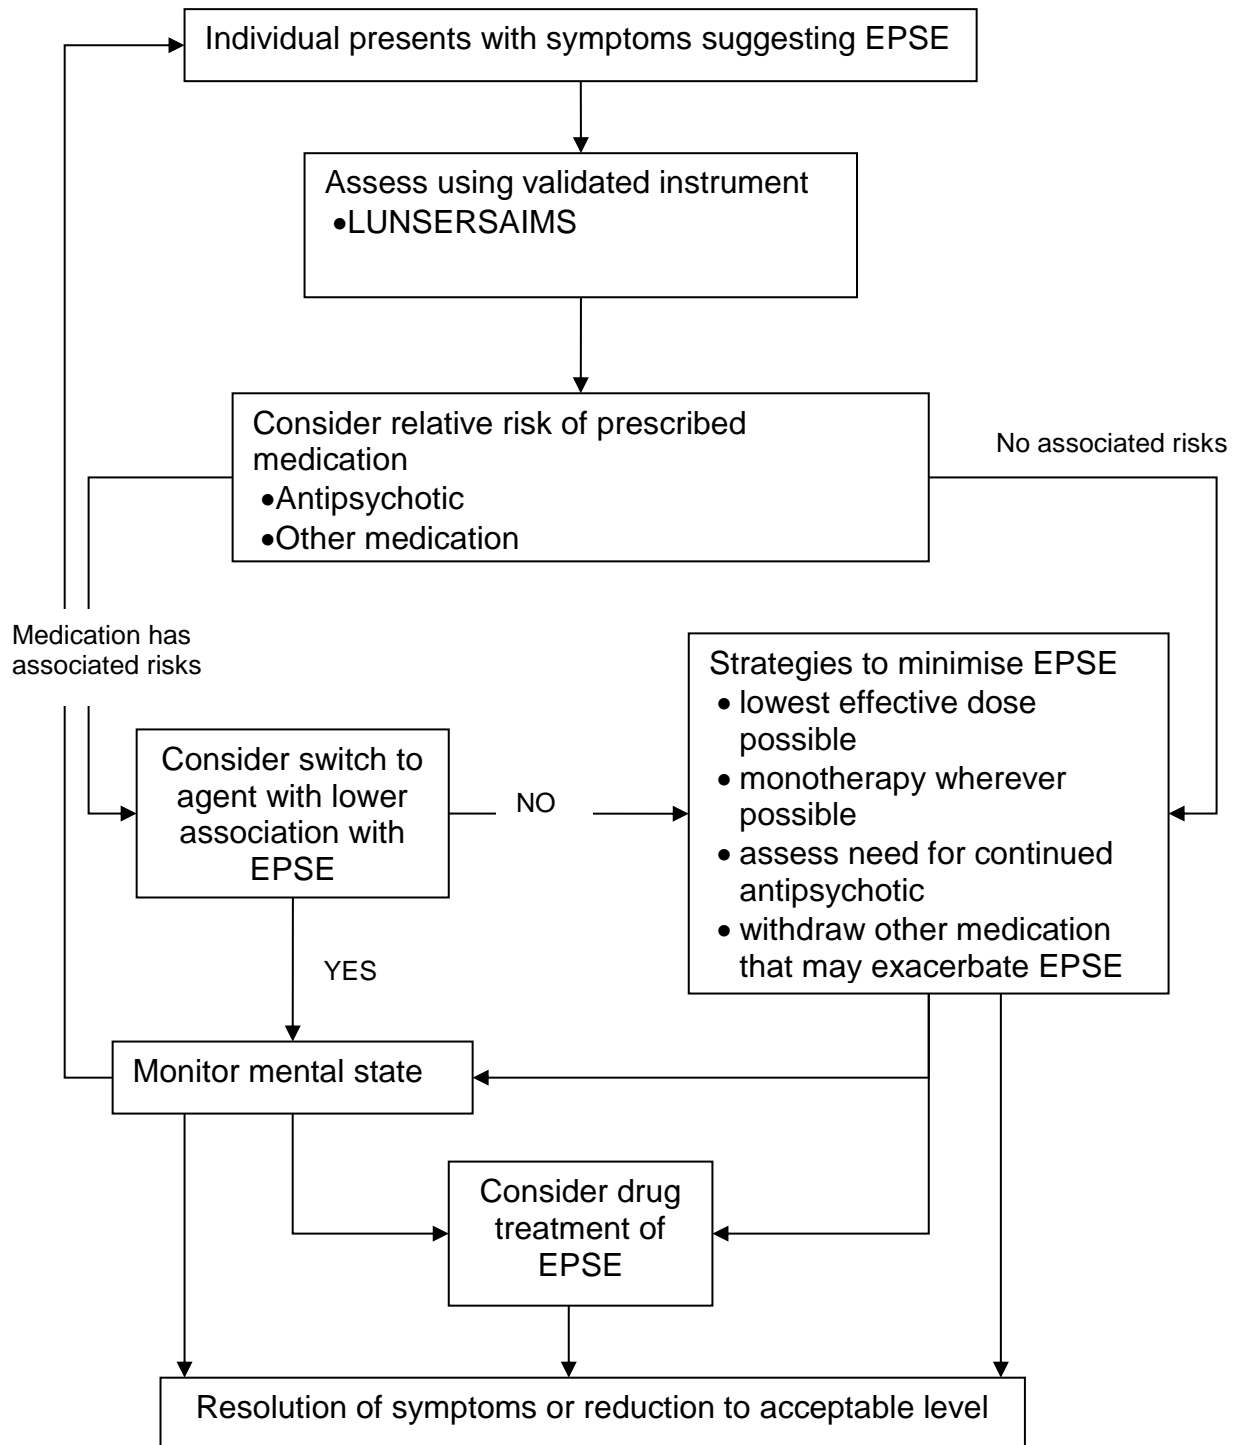 Individual presents with symptoms suggesting EPSE
Assess using validated instrument
•LUNSERSAIMS
Consider relative risk of prescribed
medication
•Antipsychotic
•Other medication
No associated risks
Medication has
associated risks
Strategies to minimise EPSE
• lowest effective dose
possible
• monotherapy wherever
possible
• assess need for continued
antipsychotic
• withdraw other medication
that may exacerbate EPSE
Consider switch to
agent with lower
association with
EPSE
NO
YES
Monitor mental state
Consider drug
treatment of
EPSE
Resolution of symptoms or reduction to acceptable level